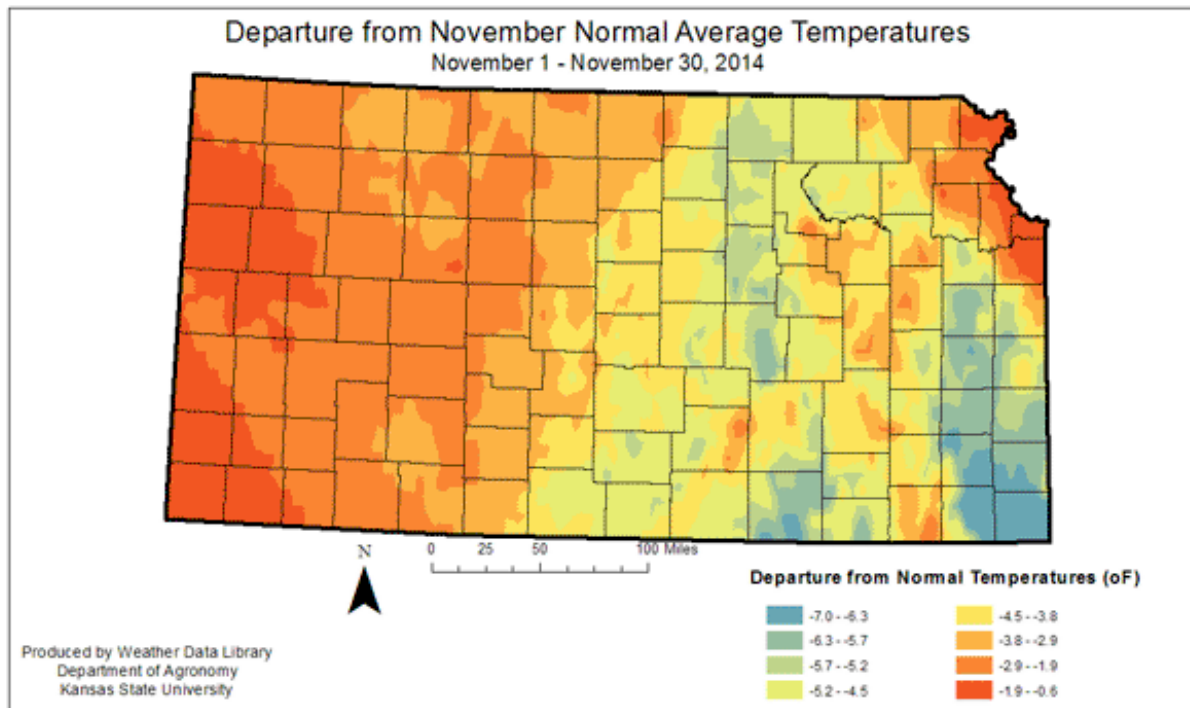 Departure from November Normal Average Temperatures
November 1 - November 30, 2014
N
0 25 50 100 Miles
Departure from Normal Temperatures (oF)
-7.0 - -6.3
-6.3 - -5.7
-5.7 - -5.2
-5.2 - -4.5
-4.5 - -3.8
-3.8 - -2.9
-2.9 - -1.9
-1.9 - -0.6
Produced by Weather Data Library
Department of Agronomy
Kansas State University